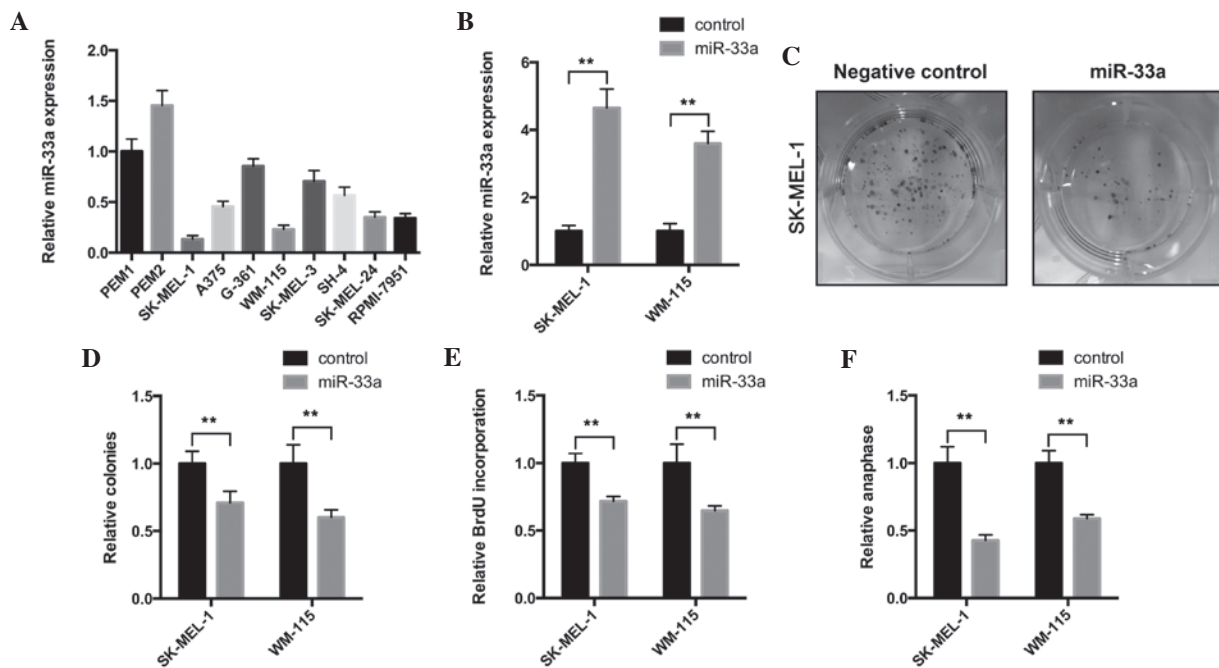 A
Relative miR-33a expression
2.0
1.5
1.0
0.5
0.0
PEM1
PEM2
SK-MEL-1
A375
G-361
WM-115
SK-MEL-3
SH-4
SK-MEL-24
RPMI-7951
B
control
miR-33a
Relative miR-33a expression
6
4
2
0
**
**
SK-MEL-1
WM-115
C
Negative control
miR-33a
SK-MEL-1
D
control
miR-33a
Relative colonies
1.5
1.0
0.5
0.0
**
**
SK-MEL-1
WM-115
E
control
miR-33a
Relative BrdU incorporation
1.5
1.0
0.5
0.0
**
**
SK-MEL-1
WM-115
F
control
miR-33a
Relative anaphase
1.5
1.0
0.5
0.0
**
**
SK-MEL-1
WM-115